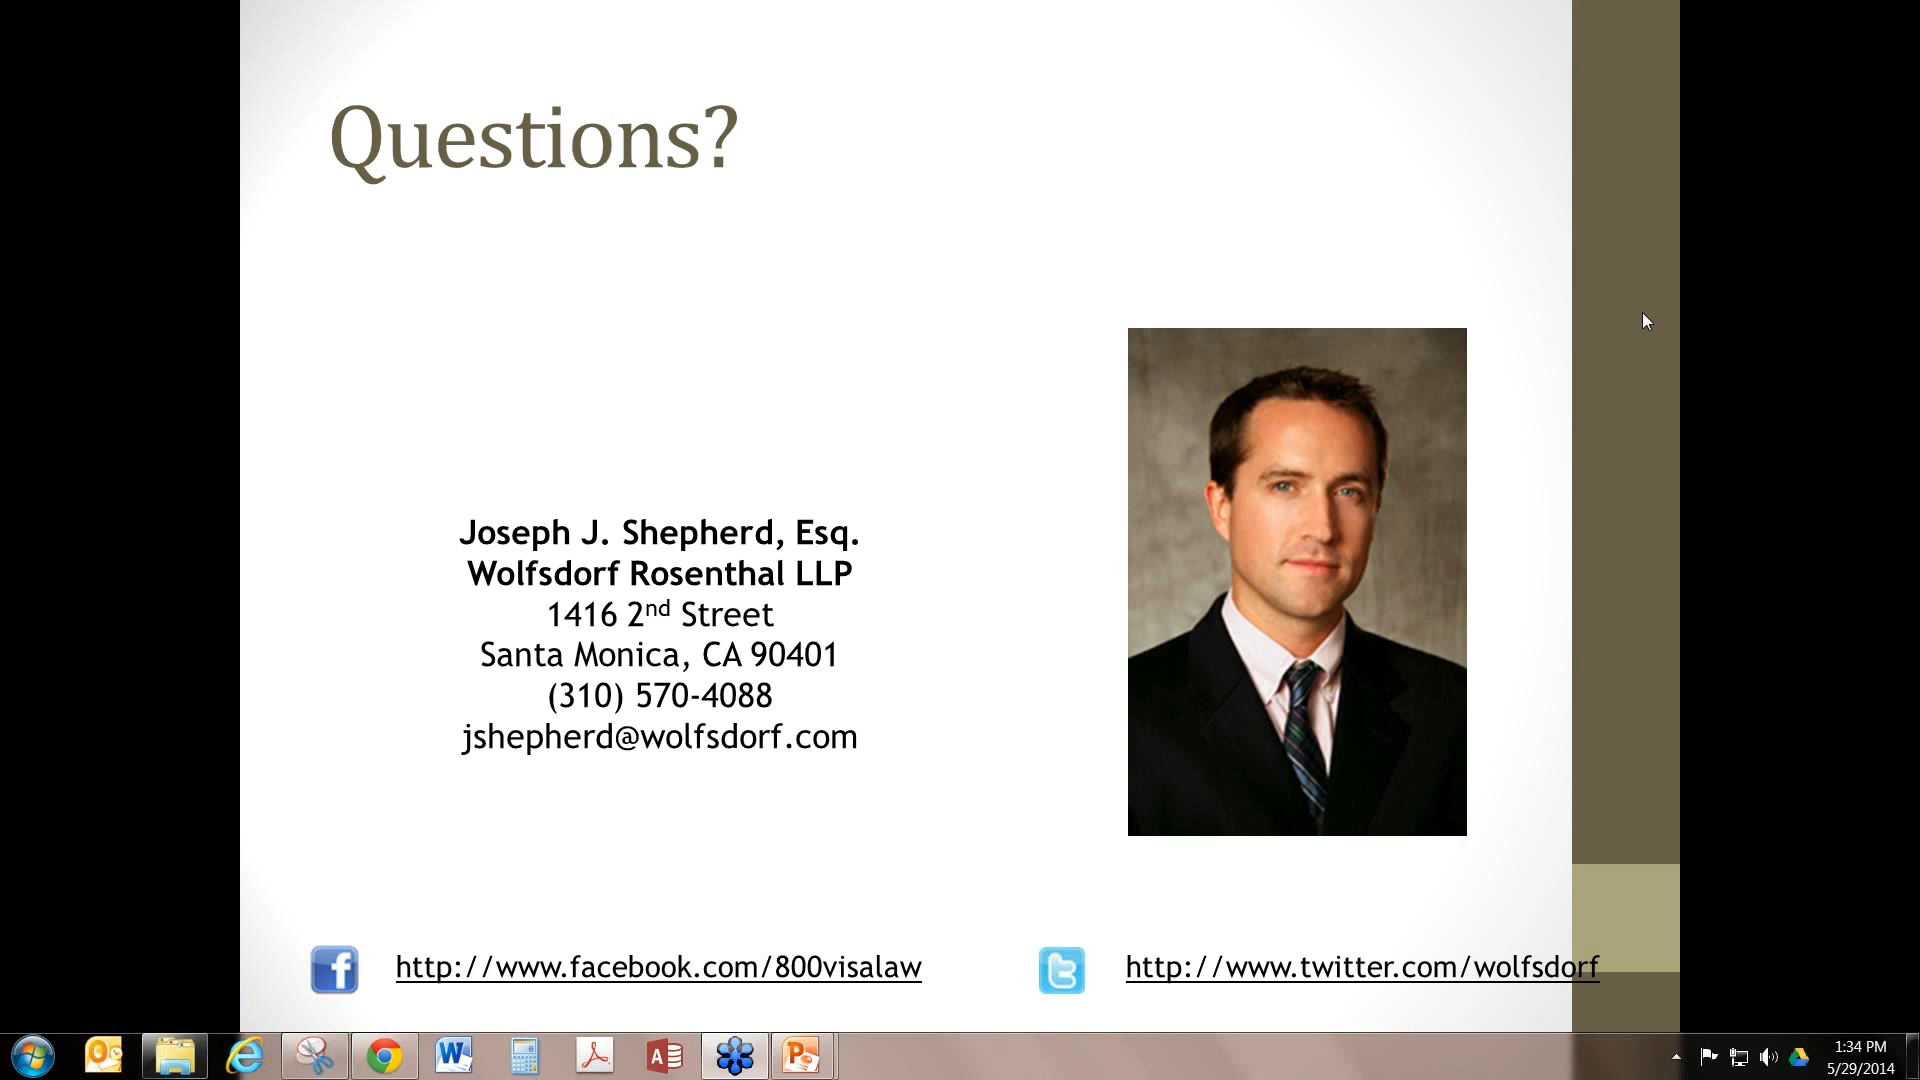 Questions?
Joseph J. Shepherd, Esq.
Wolfsdorf Rosenthal LLP
1416 2nd Street
Santa Monica, CA 90401
(310) 570-4088
jshepherd@wolfsdorf.com
http://www.facebook.com/800visalaw
http://www.twitter.com/wolfsdorf
1:34 PM
5/29/2014